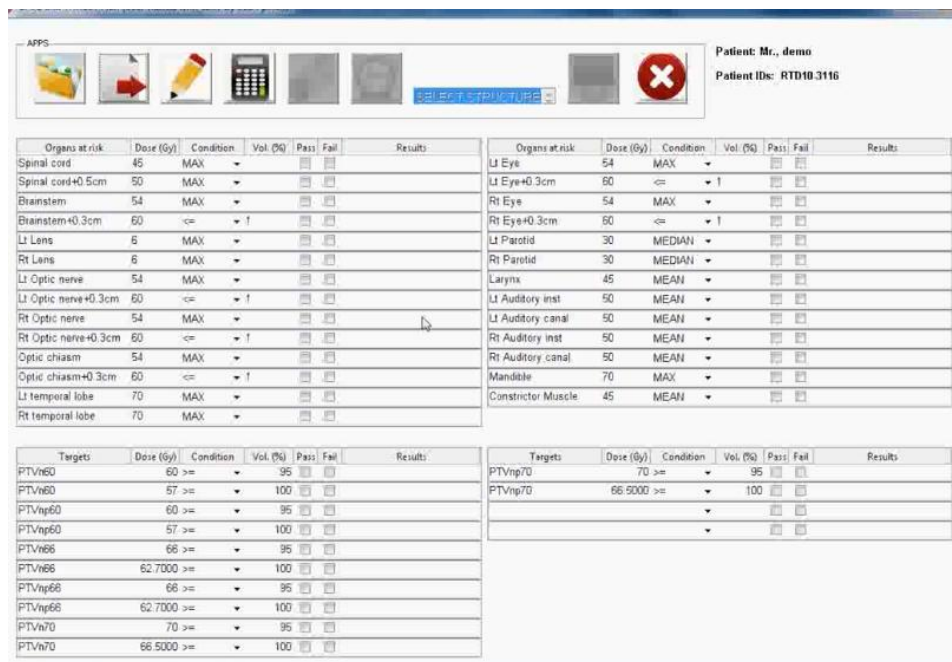 APPS
SELECT STRUCTURE
Patient: Mr., demo
Patient IDs: RTD10-3116
Organs at risk Dose (Gy) Condition Vol. (%) Pass Fail Results
Spinal cord 45 MAX
Spinal cord+0.5cm 50 MAX
Brainstem 54 MAX
Brainstem+0.3cm 60 <= 1
Lt Lens 6 MAX
Rt Lens 6 MAX
Lt Optic nerve 54 MAX
Lt Optic nerve+0.3cm 60 <= 1
Rt Optic nerve 54 MAX
Rt Optic nerve+0.3cm 60 <= 1
Optic chiasm 54 MAX
Optic chiasm+0.3cm 60 <= 1
Lt temporal lobe 70 MAX
Rt temporal lobe 70 MAX
Organs at risk Dose (Gy) Condition Vol. (%) Pass Fail Results
Lt Eye 54 MAX
Lt Eye+0.3cm 60 <= 1
Rt Eye 54 MAX
Rt Eye+0.3cm 60 <= 1
Lt Parotid 30 MEDIAN
Rt Parotid 30 MEDIAN
Larynx 45 MEAN
Lt Auditory inst 50 MEAN
Lt Auditory canal 50 MEAN
Rt Auditory inst 50 MEAN
Rt Auditory canal 50 MEAN
Mandible 70 MAX
Constrictor Muscle 45 MEAN
Targets Dose (Gy) Condition Vol. (%) Pass Fail Results
PTVn60 60 >= 95
PTVn60 57 >= 100
PTVnp60 60 >= 95
PTVnp60 57 >= 100
PTVn66 66 >= 95
PTVn66 62.7000 >= 100
PTVnp66 66 >= 95
PTVnp66 62.7000 >= 100
PTVn70 70 >= 95
PTVn70 66.5000 >= 100
Targets Dose (Gy) Condition Vol. (%) Pass Fail Results
PTVnp70 70 >= 95
PTVnp70 66.5000 >= 100